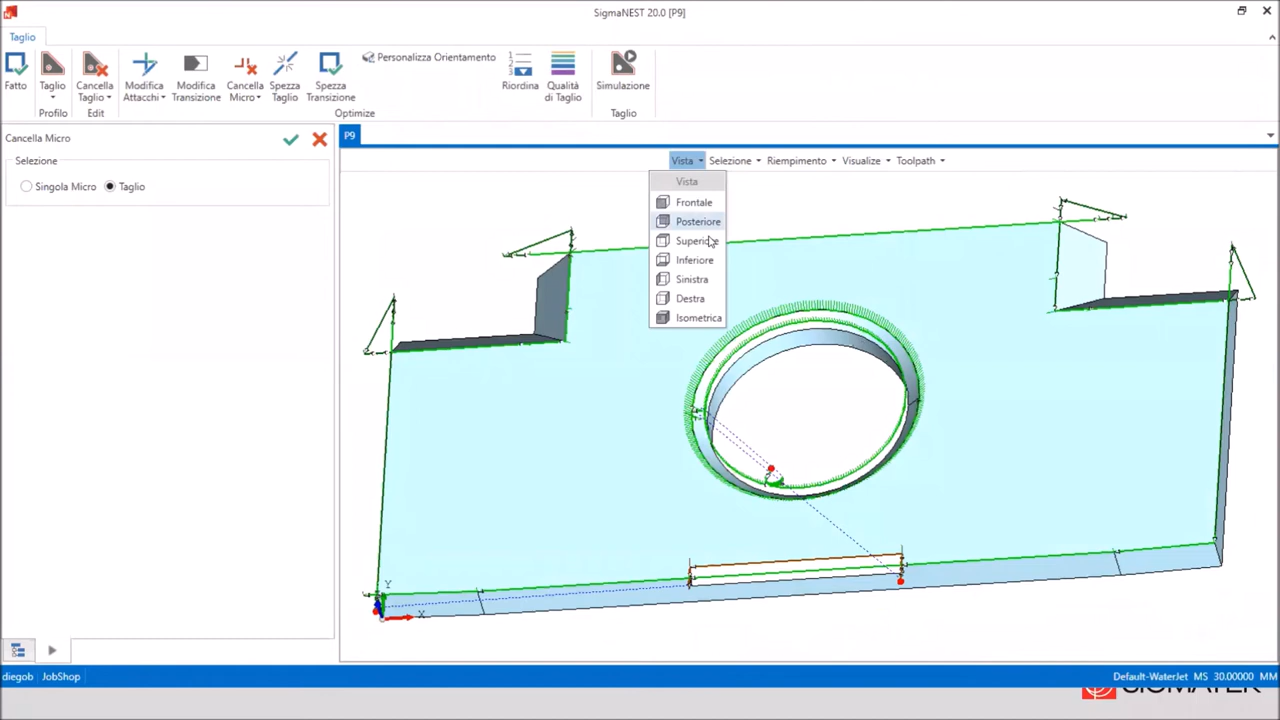 SigmaNEST 20.0 [P9]
Taglio
Fatto
Taglio
Cancella Taglio
Modifica Attacchi
Modifica Transizione
Cancella Micro
Spezza Taglio
Spezza Transizione
Personalizza Orientamento
Riordina
Qualità di Taglio
Simulazione
Profilo
Edit
Optimize
Taglio
Cancella Micro
Selezione
Singola Micro
Taglio
P9
Vista
Selezione
Riempimento
Visualize
Toolpath
Vista
Frontale
Posteriore
Superiore
Inferiore
Sinistra
Destra
Isometrica
Y
X
diegob
JobShop
Default-WaterJet MS 30.00000 MM
SIGMATEK